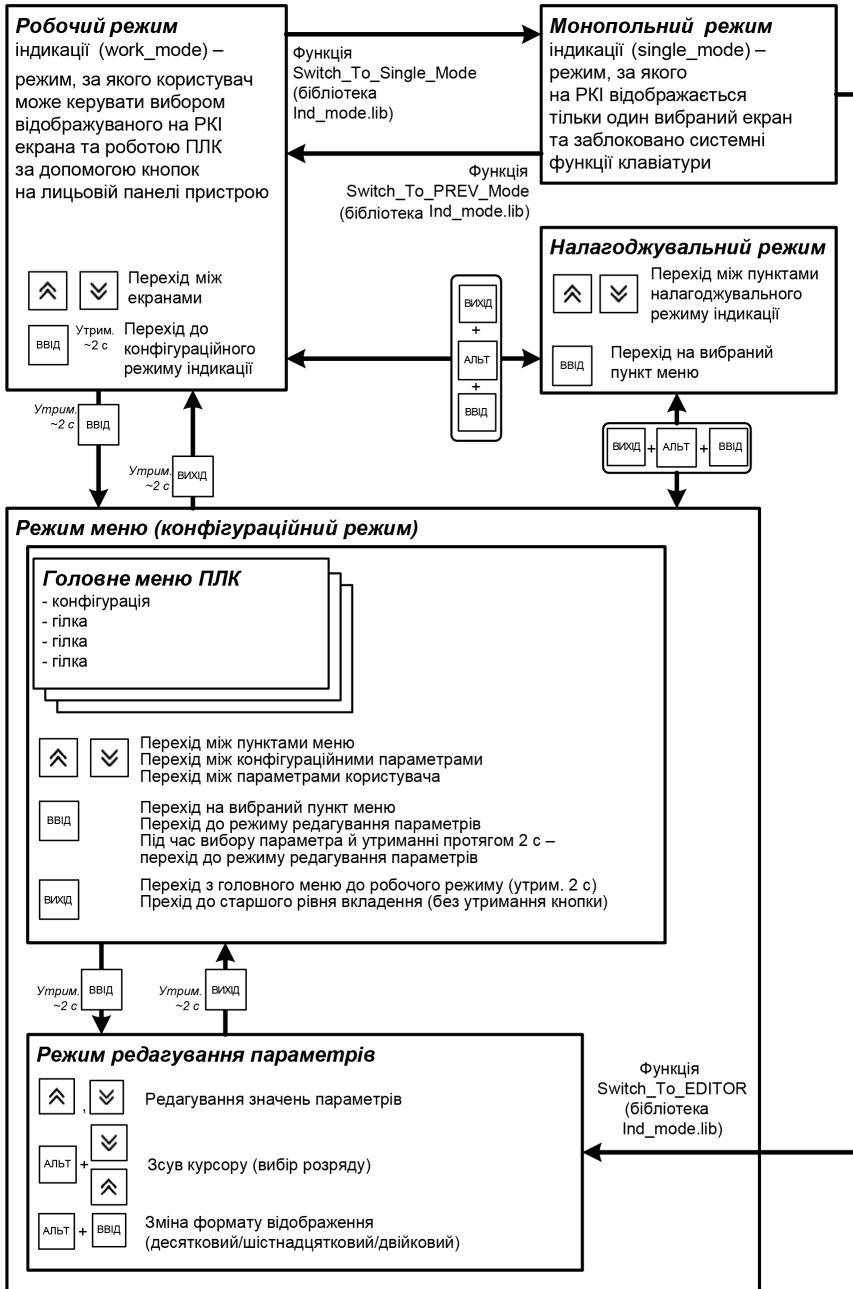 Робочий режим
індикації (work_mode) –
режим, за якого користувач
може керувати вибором
відображуваного на РКІ
екрана та роботою ПЛК
за допомогою кнопок
на лицьовій панелі пристрою
Перехід між
екранами
ВВІД
Утрим.
~2 с
Перехід до
конфігураційного
режиму індикації
Функція
Switch_To_Single_Mode
(бібліотека
Ind_mode.lib)
Функція
Switch_To_PREV_Mode
(бібліотека Ind_mode.lib)
Монопольний режим
індикації (single_mode) –
режим, за якого
на РКІ відображається
тільки один вибраний екран
та заблоковано системні
функції клавіатури
ВИХІД
+
АЛЬТ
+
ВВІД
Налагоджувальний режим
Перехід між пунктами
налагоджувального
режиму індикації
ВВІД
Перехід на вибраний
пункт меню
Утрим.
~2 с
ВВІД
Утрим.
~2 с
ВИХІД
ВИХІД + АЛЬТ + ВВІД
Режим меню (конфігураційний режим)
Головне меню ПЛК
- конфігурація
- гілка
- гілка
- гілка
Перехід між пунктами меню
Перехід між конфігураційними параметрами
Перехід між параметрами користувача
ВВІД
Перехід на вибраний пункт меню
Перехід до режиму редагування параметрів
Під час вибору параметра й утриманні протягом 2 с –
перехід до режиму редагування параметрів
ВИХІД
Перехід з головного меню до робочого режиму (утрим. 2 с)
Прехід до старшого рівня вкладення (без утримання кнопки)
Утрим.
~2 с
ВВІД
Утрим.
~2 с
ВИХІД
Режим редагування параметрів
,
Редагування значень параметрів
АЛЬТ +
Зсув курсору (вибір розряду)
АЛЬТ + ВВІД
Зміна формату відображення
(десятковий/шістнадцятковий/двійковий)
Функція
Switch_To_EDITOR
(бібліотека
Ind_mode.lib)